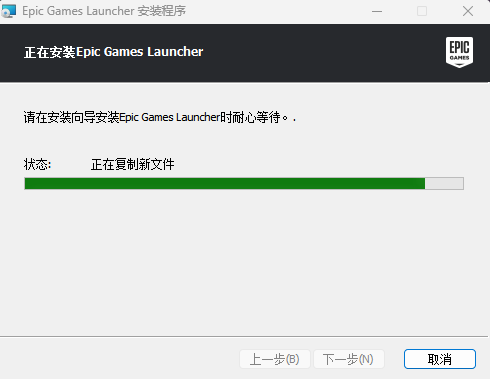 Epic Games Launcher 安装程序
正在安装Epic Games Launcher
EPIC
GAMES
请在安装向导安装Epic Games Launcher时耐心等待。.
状态: 正在复制新文件
上一步(B) 下一步(N) 取消